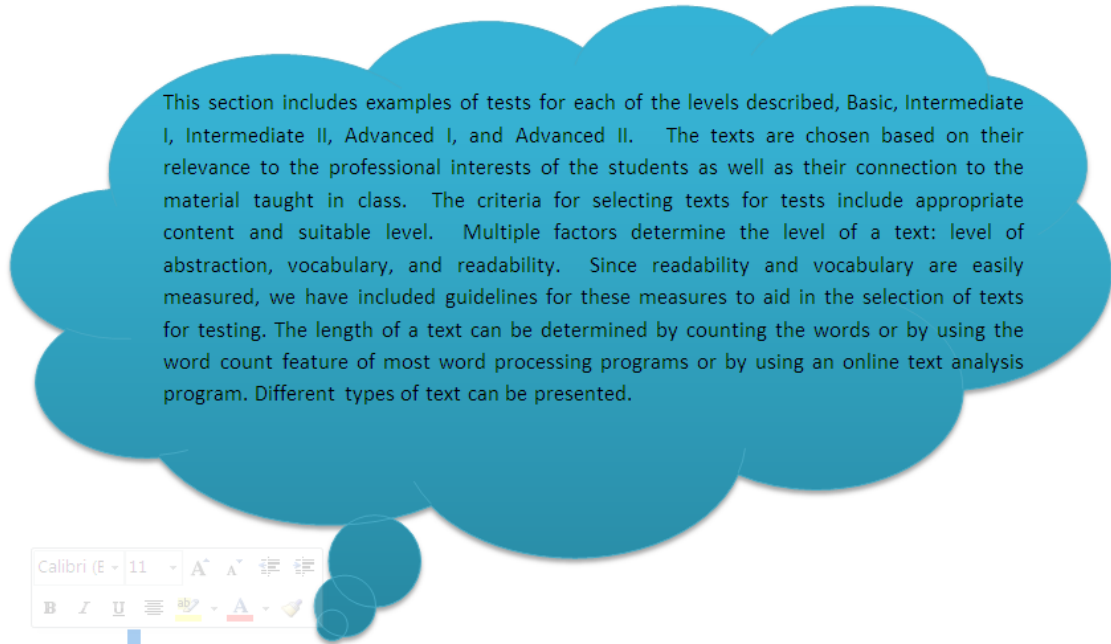 This section includes examples of tests for each of the levels described, Basic, Intermediate
I, Intermediate II, Advanced I, and Advanced II. The texts are chosen based on their
relevance to the professional interests of the students as well as their connection to the
material taught in class. The criteria for selecting texts for tests include appropriate
content and suitable level. Multiple factors determine the level of a text: level of
abstraction, vocabulary, and readability. Since readability and vocabulary are easily
measured, we have included guidelines for these measures to aid in the selection of texts
for testing. The length of a text can be determined by counting the words or by using the
word count feature of most word processing programs or by using an online text analysis
program. Different types of text can be presented.
Calibri (E 11 A A
B I U ab A